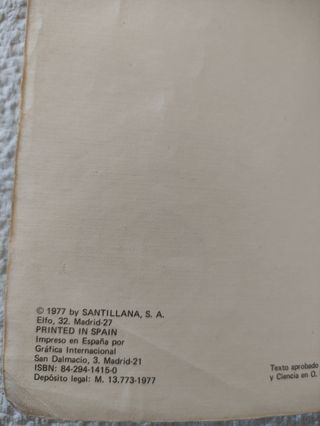 © 1977 by SANTILLANA, S. A.
Elfo, 32. Madrid-27
PRINTED IN SPAIN
Impreso en España por
Gráfica Internacional
San Dalmacio, 3. Madrid-21
ISBN: 84-294-1415-0
Depósito legal: M. 13.773-1977
Texto aprobado
y Ciencia en O.